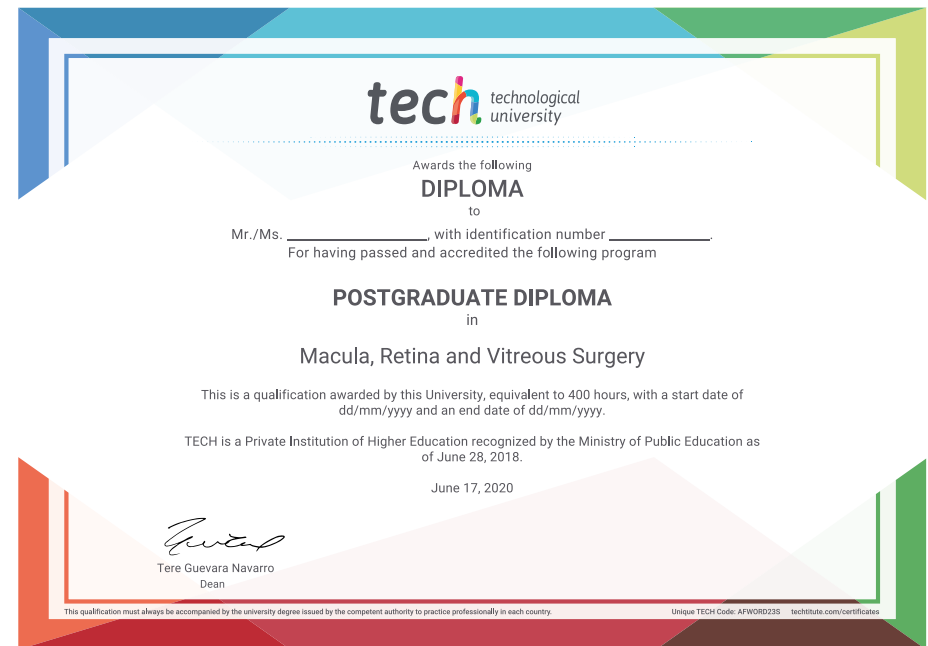 tech technological
university
Awards the following
DIPLOMA
to
Mr./Ms. ____________________, with identification number ______________.
For having passed and accredited the following program
POSTGRADUATE DIPLOMA
in
Macula, Retina and Vitreous Surgery
This is a qualification awarded by this University, equivalent to 400 hours, with a start date of
dd/mm/yyyy and an end date of dd/mm/yyyy.
TECH is a Private Institution of Higher Education recognized by the Ministry of Public Education as
of June 28, 2018.
June 17, 2020
Tere Guevara Navarro
Dean
This qualification must always be accompanied by the university degree issued by the competent authority to practice professionally in each country.
Unique TECH Code: AFWORD23S techtitute.com/certificates